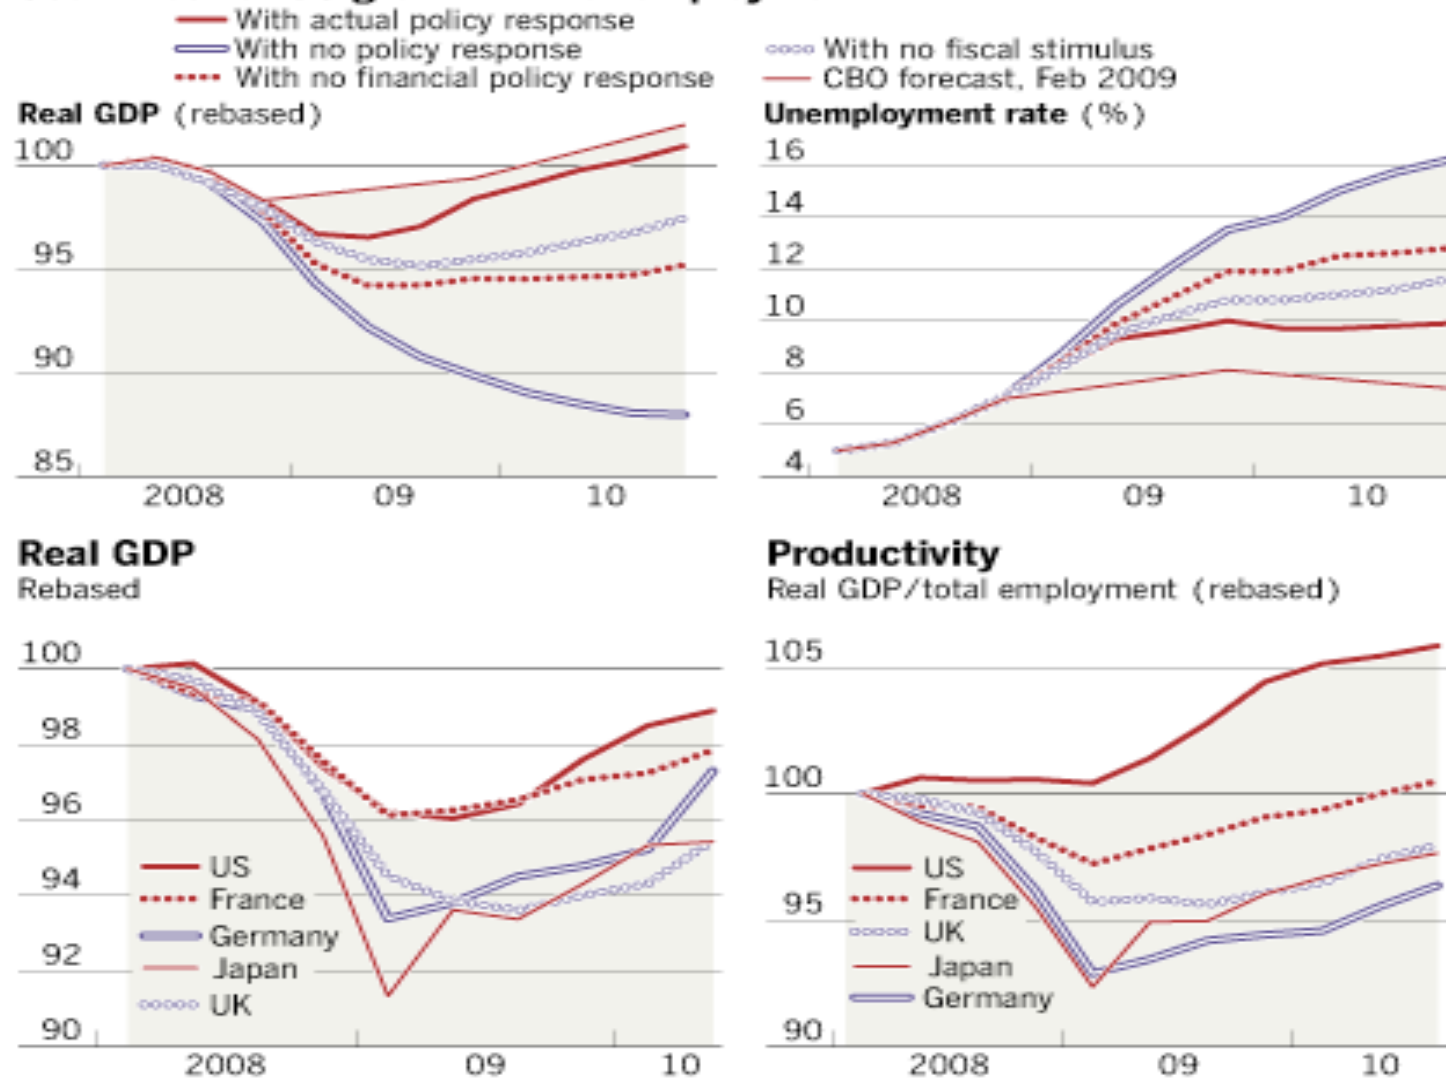 With actual policy response
With no policy response
With no financial policy response
With no fiscal stimulus
CBO forecast, Feb 2009
Real GDP (rebased)
100
95
90
85
2008 09 10
Unemployment rate (%)
16
14
12
10
8
6
4
2008 09 10
Real GDP
Rebased
100
98
96
94
92
90
US
France
Germany
Japan
UK
2008 09 10
Productivity
Real GDP/total employment (rebased)
105
100
95
90
US
France
UK
Japan
Germany
2008 09 10